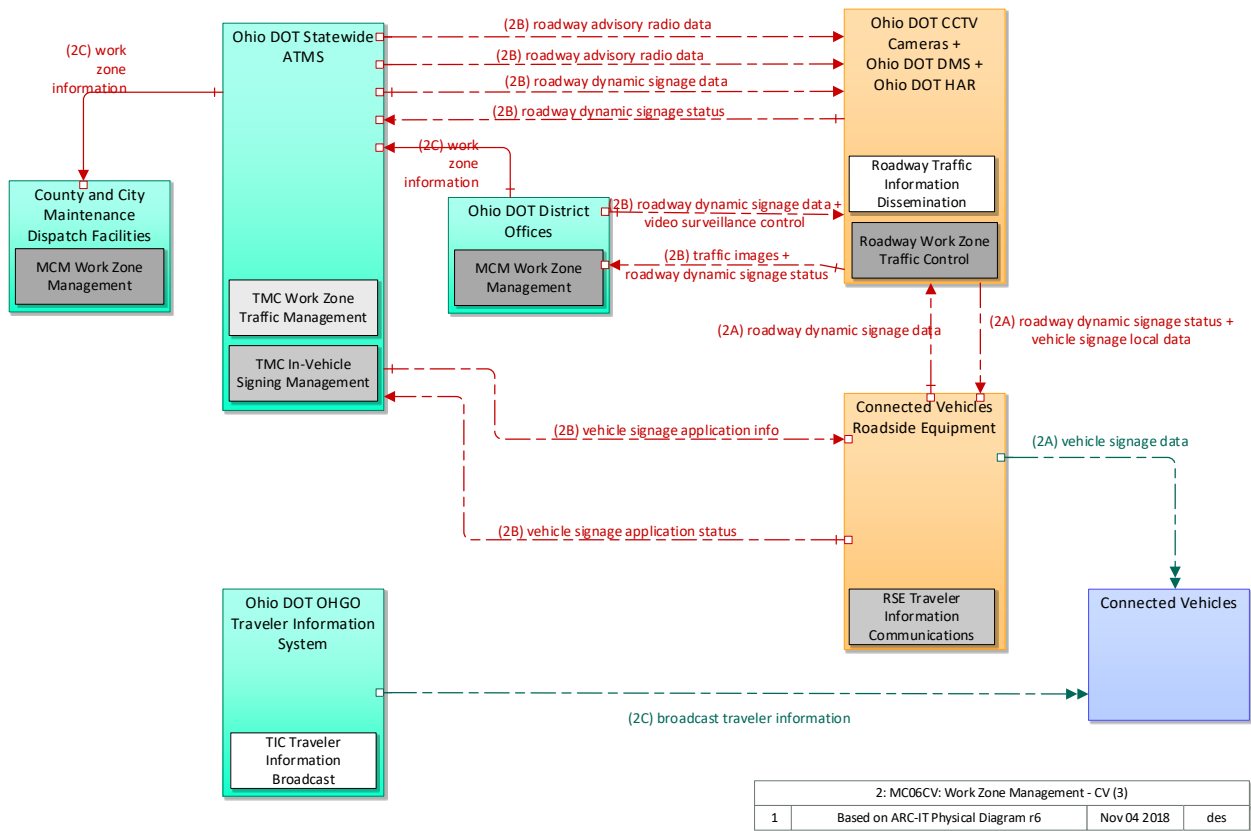 (2C) work
zone
information
Ohio DOT Statewide
ATMS
(2B) roadway advisory radio data
(2B) roadway advisory radio data
(2B) roadway dynamic signage data
(2B) roadway dynamic signage status
Ohio DOT CCTV
Cameras +
Ohio DOT DMS +
Ohio DOT HAR
(2C) work
zone
information
Roadway Traffic
Information
Dissemination
County and City
Maintenance
Dispatch Facilities
MCM Work Zone
Management
Ohio DOT District
Offices
MCM Work Zone
Management
(2B) roadway dynamic signage data +
video surveillance control
(2B) traffic images +
roadway dynamic signage status
Roadway Work Zone
Traffic Control
TMC Work Zone
Traffic Management
TMC In-Vehicle
Signing Management
(2A) roadway dynamic signage data
(2A) roadway dynamic signage status +
vehicle signage local data
Connected Vehicles
Roadside Equipment
(2B) vehicle signage application info
(2A) vehicle signage data
(2B) vehicle signage application status
RSE Traveler
Information
Communications
Ohio DOT OHGO
Traveler Information
System
Connected Vehicles
(2C) broadcast traveler information
TIC Traveler
Information
Broadcast
2: MC06CV: Work Zone Management - CV (3)
1 Based on ARC-IT Physical Diagram r6 Nov 04 2018 des